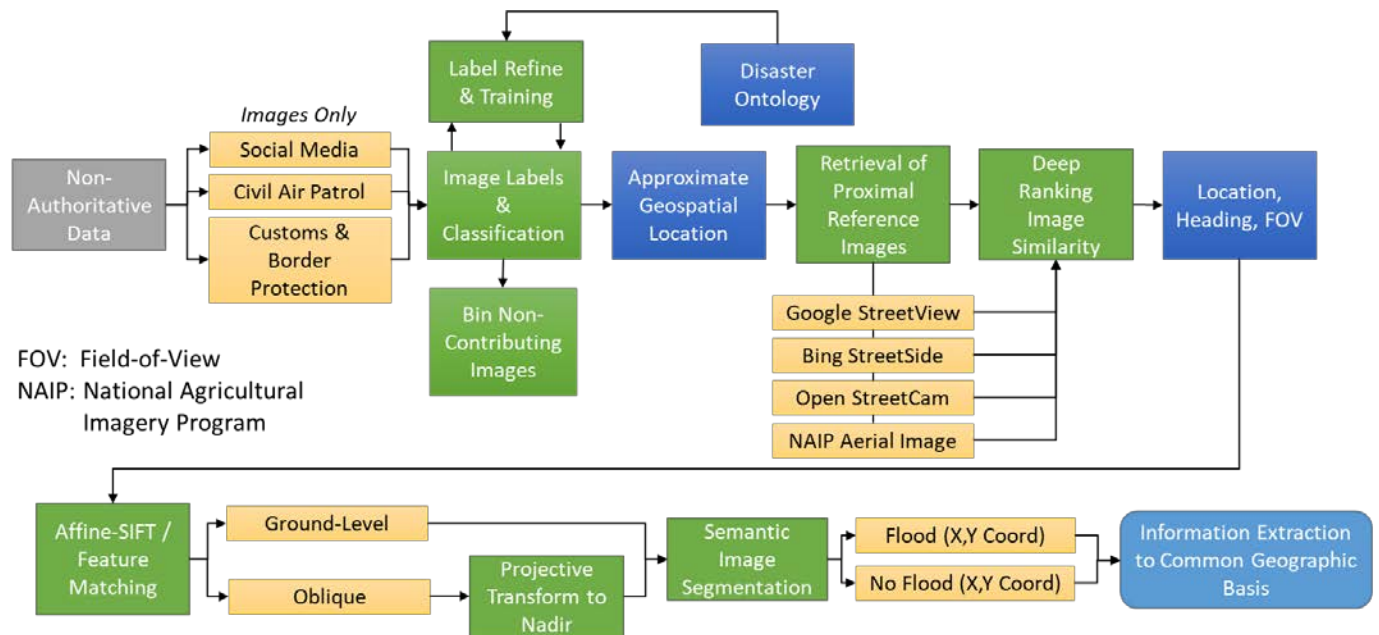 Label Refine
& Training
Disaster
Ontology
Images Only
Non-
Authoritative
Data
Social Media
Civil Air Patrol
Customs &
Border
Protection
Image Labels
&
Classification
Approximate
Geospatial
Location
Retrieval of
Proximal
Reference
Images
Deep
Ranking
Image
Similarity
Location,
Heading, FOV
Bin Non-
Contributing
Images
Google StreetView
Bing StreetSide
Open StreetCam
NAIP Aerial Image
FOV: Field-of-View
NAIP: National Agricultural
Imagery Program
Affine-SIFT /
Feature
Matching
Ground-Level
Oblique
Projective
Transform to
Nadir
Semantic
Image
Segmentation
Flood (X,Y Coord)
No Flood (X,Y Coord)
Information Extraction
to Common Geographic
Basis